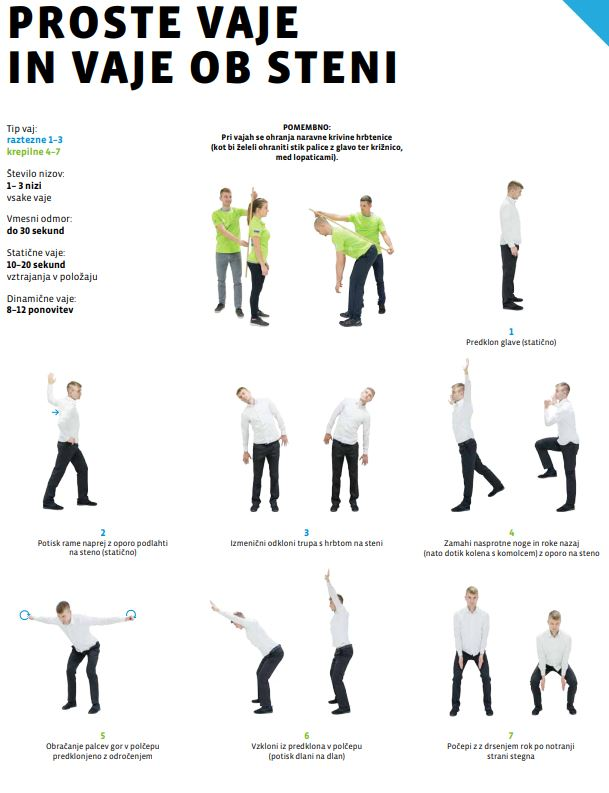 PROSTE VAJE
IN VAJE OB STENI
Tip vaj:
raztezne 1–3
krepilne 4–7
Število nizov:
1– 3 nizi
vsake vaje
Vmesni odmor:
do 30 sekund
Statične vaje:
10–20 sekund
vztrajanja v položaju
Dinamične vaje:
8–12 ponovitev
POMEMBNO:
Pri vajah se ohranja naravne krivine hrbtenice
(kot bi želeli ohraniti stik palice z glavo ter križnico,
med lopaticami).
1
Predklon glave (statično)
2
Potisk rame naprej z oporo podlahti
na steno (statično)
3
Izmenični odkloni trupa s hrbtom na steni
4
Zamahi nasprotne noge in roke nazaj
(nato dotik kolena s komolcem) z oporo na steno
5
Obračanje palcev gor v polčepu
predklonjeno z odročenjem
6
Vzkloni iz predklona v polčepu
(potisk dlani na dlan)
7
Počepi z z drsenjem rok po notranji
strani stegna